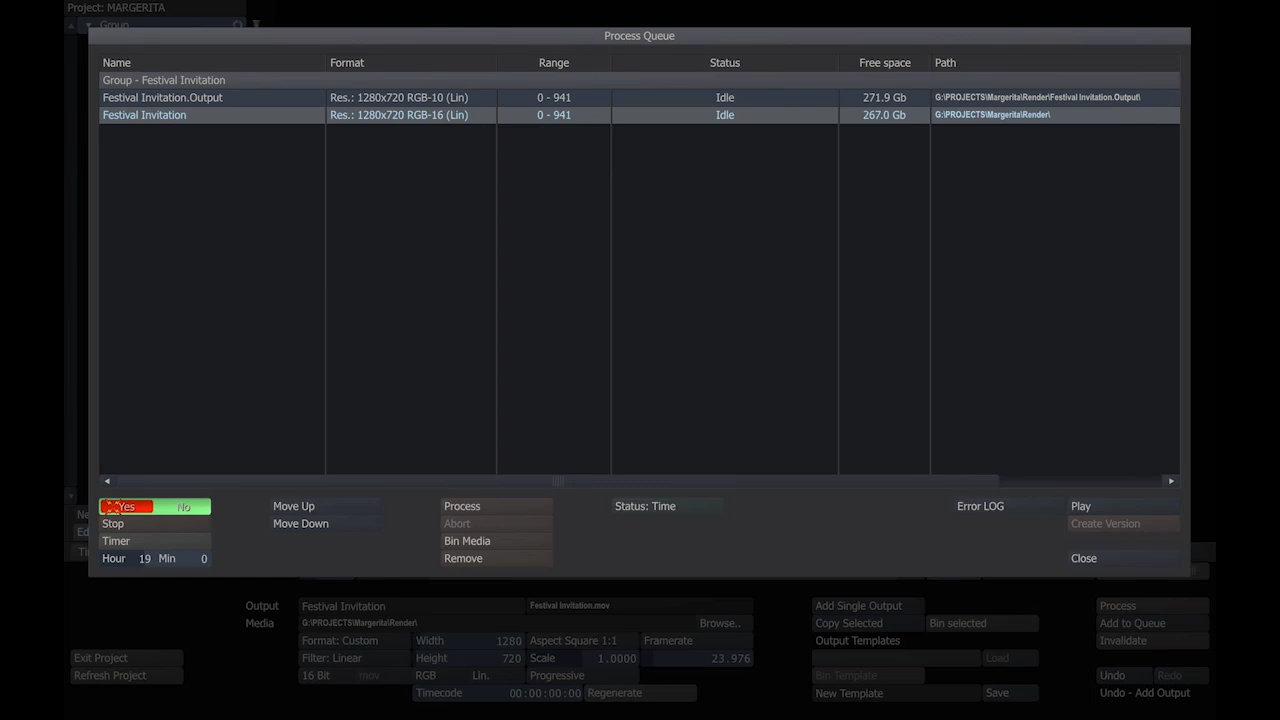 Project: MARGERITA
Group
Process Queue
Name Format Range Status Free space Path
Group - Festival Invitation
Festival Invitation.Output Res.: 1280x720 RGB-10 (Lin) 0 - 941 Idle 271.9 Gb G:\PROJECTS\Margerita\Render\Festival Invitation.Output\
Festival Invitation Res.: 1280x720 RGB-16 (Lin) 0 - 941 Idle 267.0 Gb G:\PROJECTS\Margerita\Render\
Yes No Move Up Process Status: Time Error LOG Play
Stop Move Down Abort Create Version
Timer Bin Media
Hour 19 Min 0 Remove Close
Output Festival Invitation Festival Invitation.mov Add Single Output Process
Media G:\PROJECTS\Margerita\Render\ Browse.. Copy Selected Bin selected Add to Queue
Format: Custom Width 1280 Aspect Square 1:1 Framerate Output Templates Invalidate
Exit Project Filter: Linear Height 720 Scale 1.0000 23.976 Load
Refresh Project 16 Bit mov RGB Lin. Progressive Bin Template Undo Redo
Timecode 00:00:00:00 Regenerate New Template Save Undo - Add Output